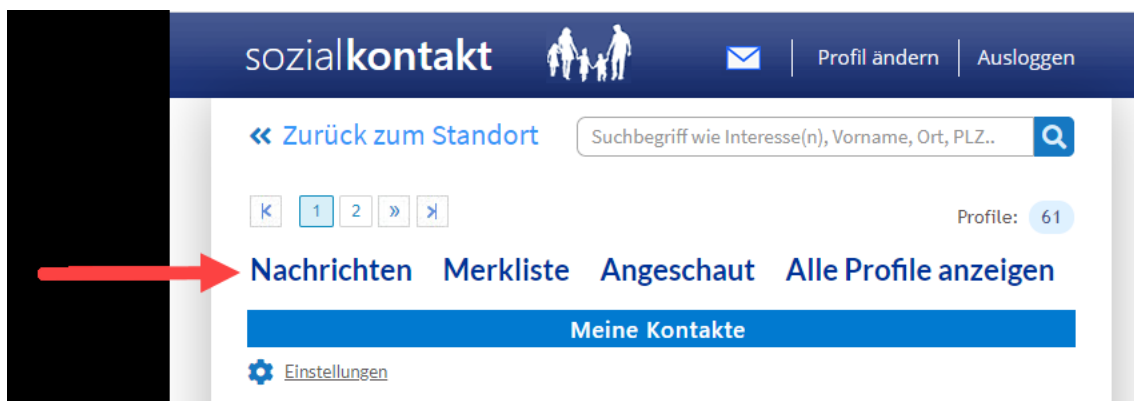 sozialkontakt Profil ändern Ausloggen
« Zurück zum Standort Suchbegriff wie Interesse(n), Vorname, Ort, PLZ..
1 2 » Profile: 61
Nachrichten Merkliste Angeschaut Alle Profile anzeigen
Meine Kontakte
Einstellungen